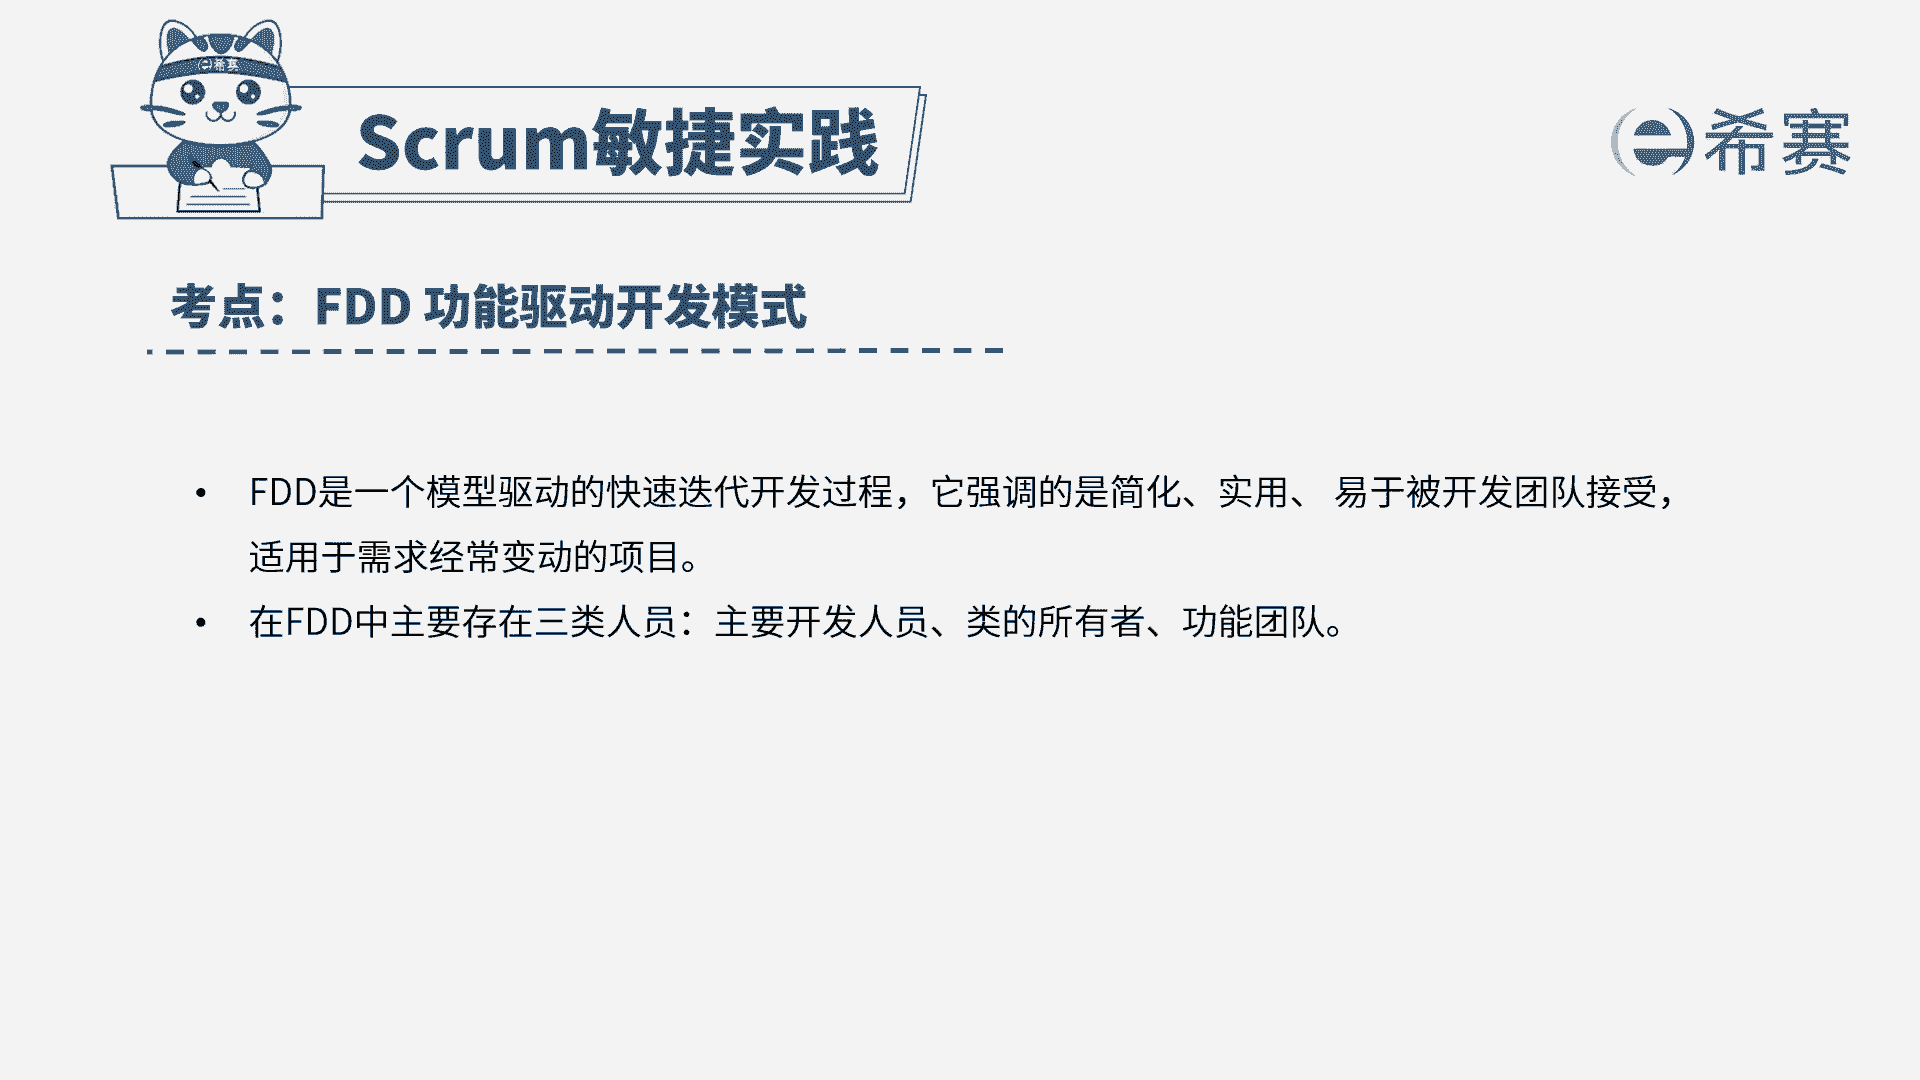 e希赛
Scrum敏捷实践
e希赛
考点：FDD 功能驱动开发模式
• FDD是一个模型驱动的快速迭代开发过程，它强调的是简化、实用、 易于被开发团队接受，
适用于需求经常变动的项目。
• 在FDD中主要存在三类人员：主要开发人员、类的所有者、功能团队。